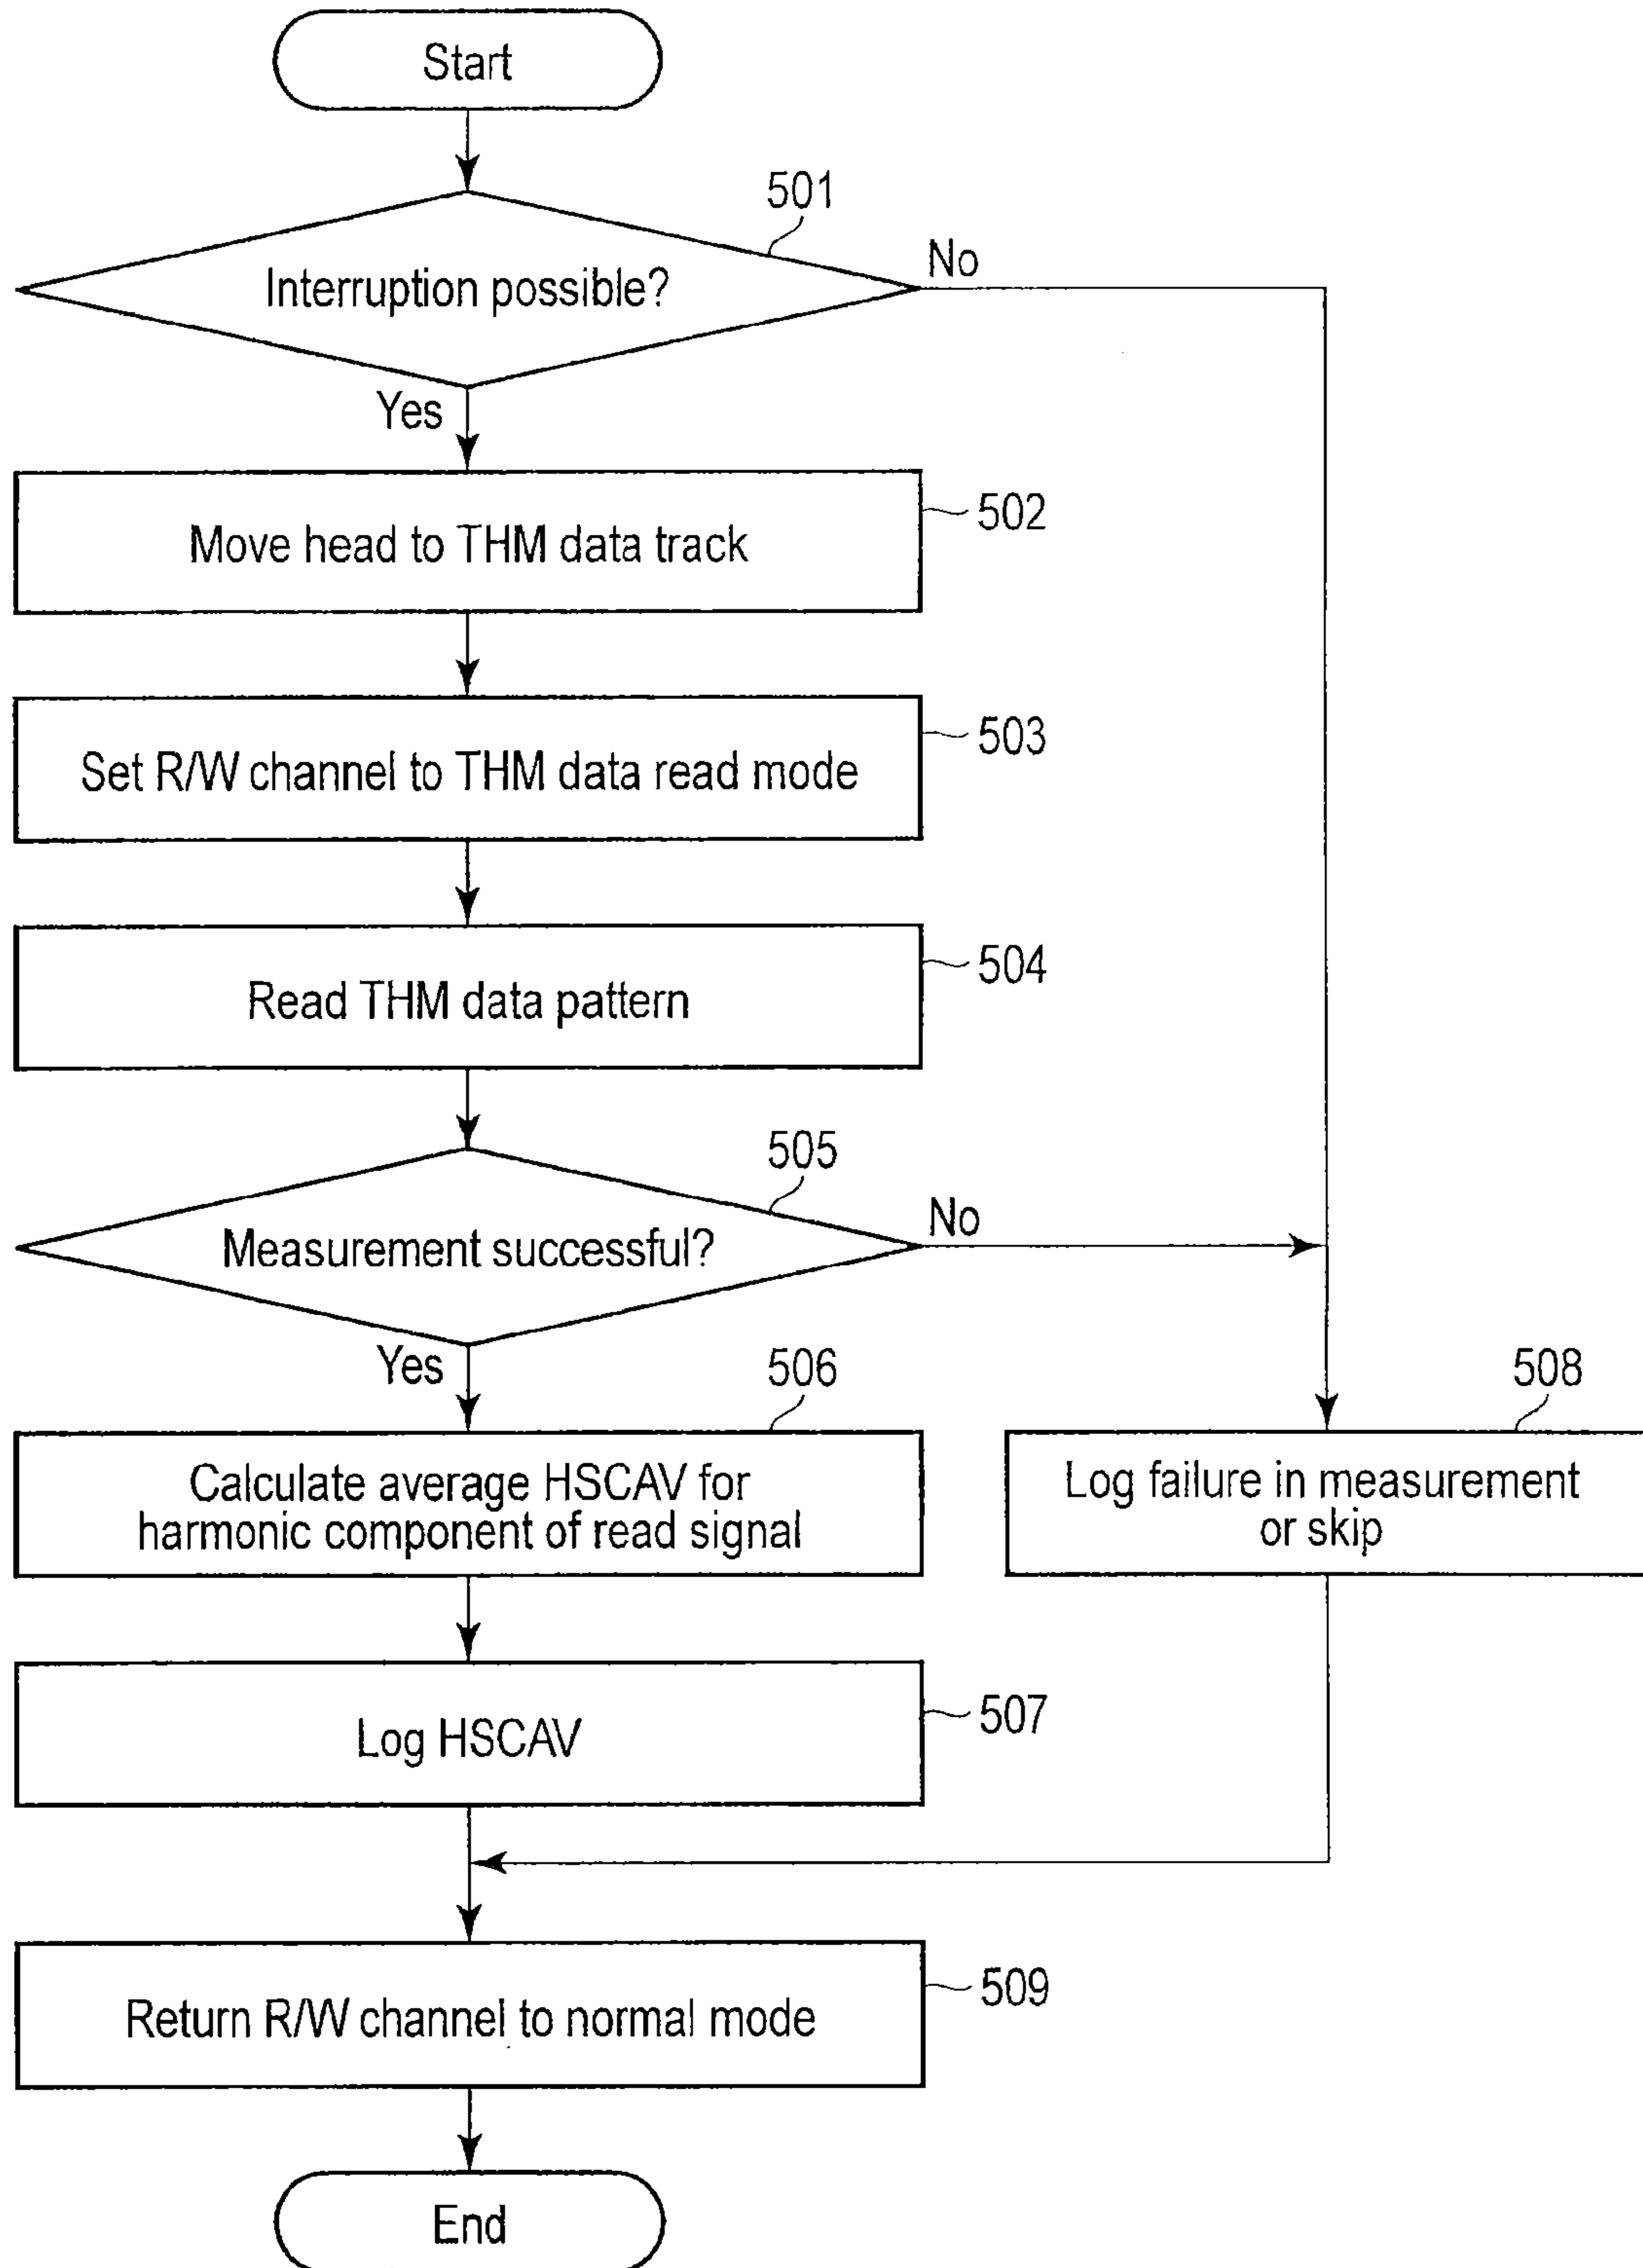 Start
501
Interruption possible?
No
Yes
502
Move head to THM data track
503
Set R/W channel to THM data read mode
504
Read THM data pattern
505
Measurement successful?
No
Yes
506
Calculate average HSCAV for
harmonic component of read signal
508
Log failure in measurement
or skip
507
Log HSCAV
509
Return R/W channel to normal mode
End